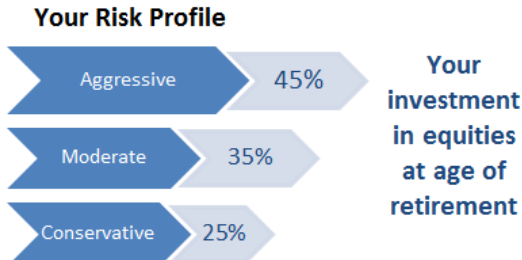 Your Risk Profile
Aggressive 45%
Moderate 35%
Conservative 25%
Your
investment
in equities
at age of
retirement